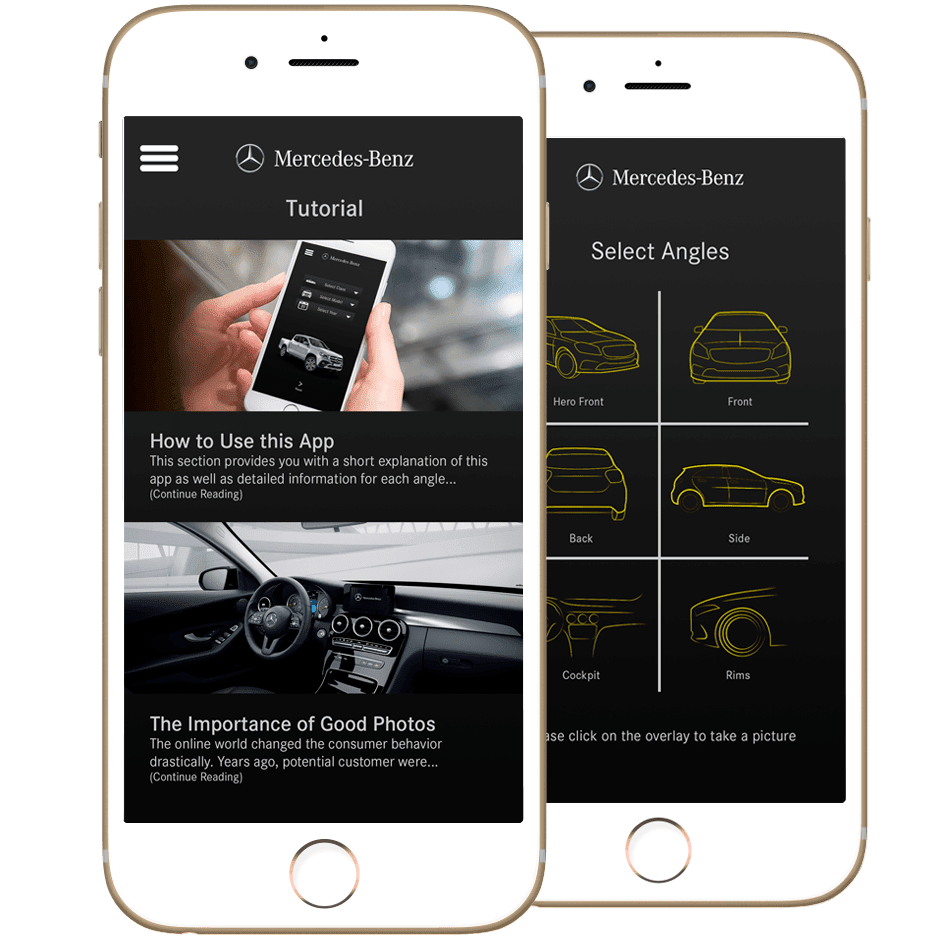 Mercedes-Benz
Tutorial
Mercedes-Benz
Select Class
Select Model
Select Year
Next
How to Use this App
This section provides you with a short explanation of this
app as well as detailed information for each angle...
(Continue Reading)
Mercedes-Benz
The Importance of Good Photos
The online world changed the consumer behavior
drastically. Years ago, potential customer were...
(Continue Reading)
Mercedes-Benz
Select Angles
Hero Front
Front
Back
Side
Cockpit
Rims
ase click on the overlay to take a picture